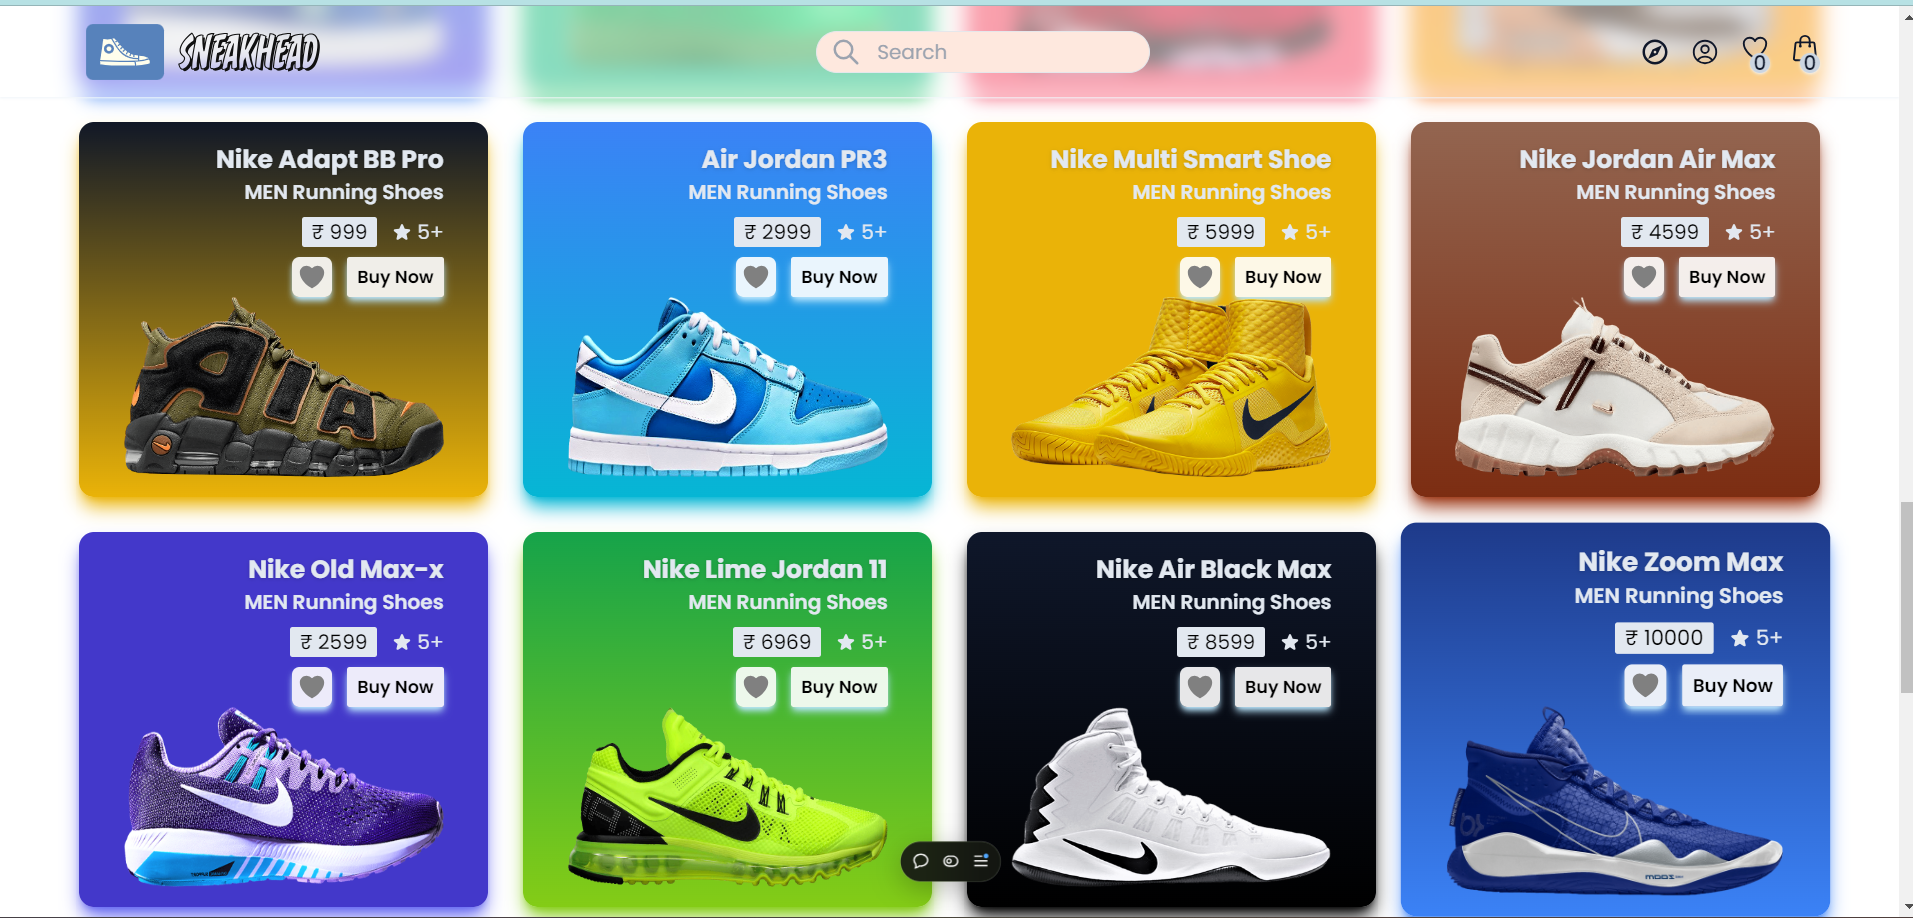 SNEAKHEAD
Search
0
0
Nike Adapt BB Pro
MEN Running Shoes
₹ 999
5+
Buy Now
Air Jordan PR3
MEN Running Shoes
₹ 2999
5+
Buy Now
Nike Multi Smart Shoe
MEN Running Shoes
₹ 5999
5+
Buy Now
Nike Jordan Air Max
MEN Running Shoes
₹ 4599
5+
Buy Now
AIA
Nike Old Max-x
MEN Running Shoes
₹ 2599
5+
Buy Now
Nike Lime Jordan 11
MEN Running Shoes
₹ 6969
5+
Buy Now
Nike Air Black Max
MEN Running Shoes
₹ 8599
5+
Buy Now
Nike Zoom Max
MEN Running Shoes
₹ 10000
5+
Buy Now